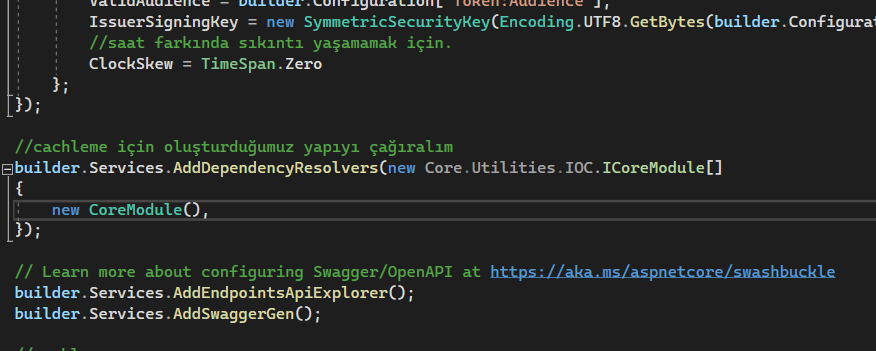 ValidAudience = builder.Configuration["Token:Audience"],
IssuerSigningKey = new SymmetricSecurityKey(Encoding.UTF8.GetBytes(builder.Configura
//saat farkında sıkıntı yaşamamak için.
ClockSkew = TimeSpan.Zero
};
});
//cachleme için oluşturduğumuz yapıyı çağıralım
builder.Services.AddDependencyResolvers(new Core.Utilities.IOC.ICoreModule[]
{
new CoreModule(),
});
// Learn more about configuring Swagger/OpenAPI at https://aka.ms/aspnetcore/swashbuckle
builder.Services.AddEndpointsApiExplorer();
builder.Services.AddSwaggerGen();